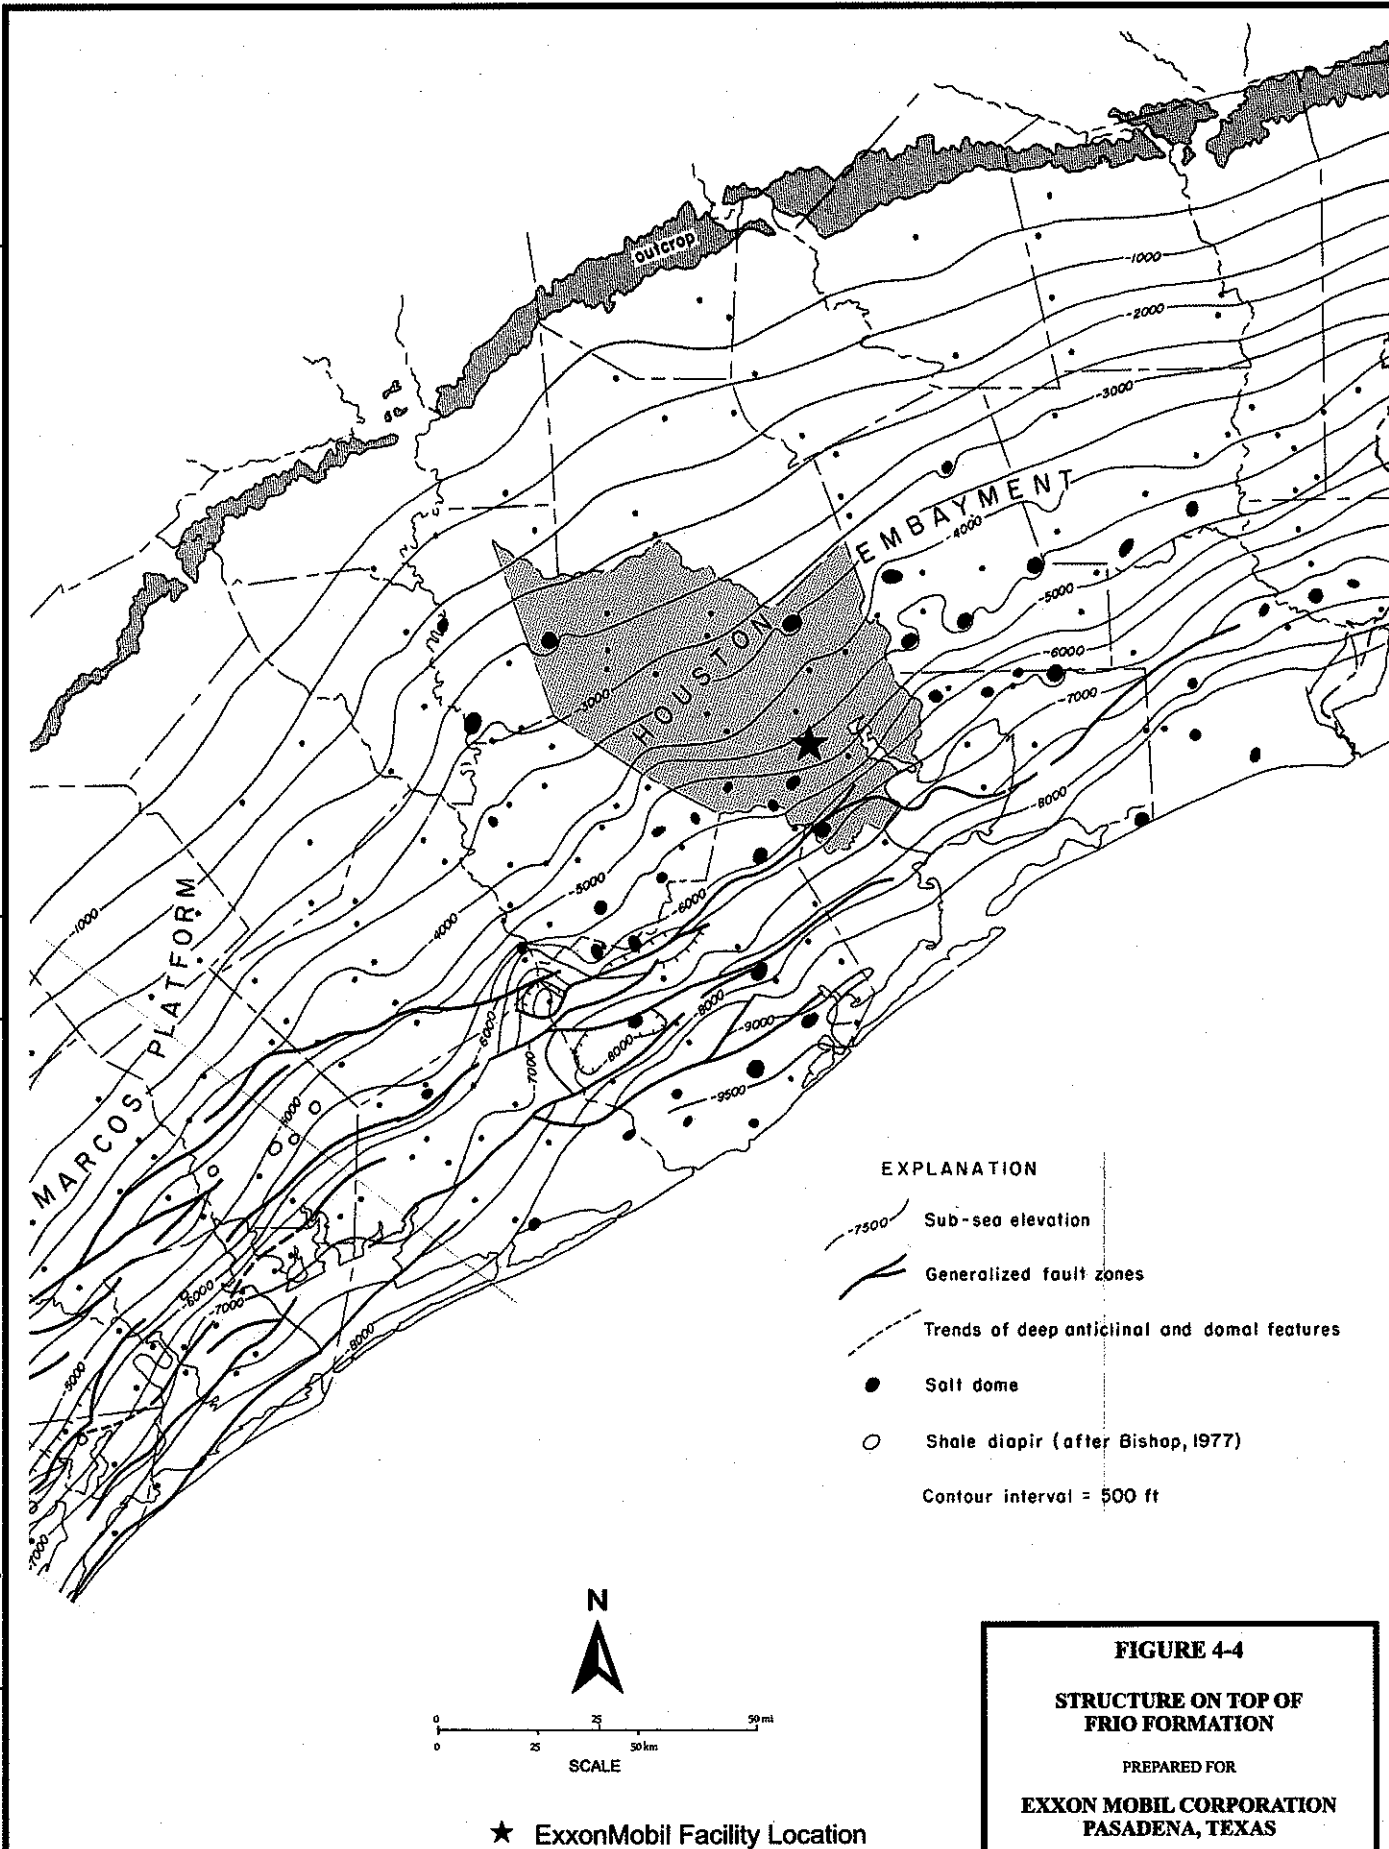 outcrop
-1000
-2000
-3000
EMBAYMENT
-4000
-5000
-6000
-7000
HOUSTON
-3000
-8000
-1000
PLATFORM
-5000
-6000
-4000
-8000
-9000
-6000
-7000
-8000
-9500
MARCOS
-6000
-7000
-8000
-5000
-7000
EXPLANATION
-7500 Sub-sea elevation
Generalized fault zones
Trends of deep anticlinal and domal features
Salt dome
Shale diapir (after Bishop, 1977)
Contour interval = 500 ft
N
0 25 50 mi
0 25 50 km
SCALE
★ ExxonMobil Facility Location
FIGURE 4-4
STRUCTURE ON TOP OF
FRIO FORMATION
PREPARED FOR
EXXON MOBIL CORPORATION
PASADENA, TEXAS